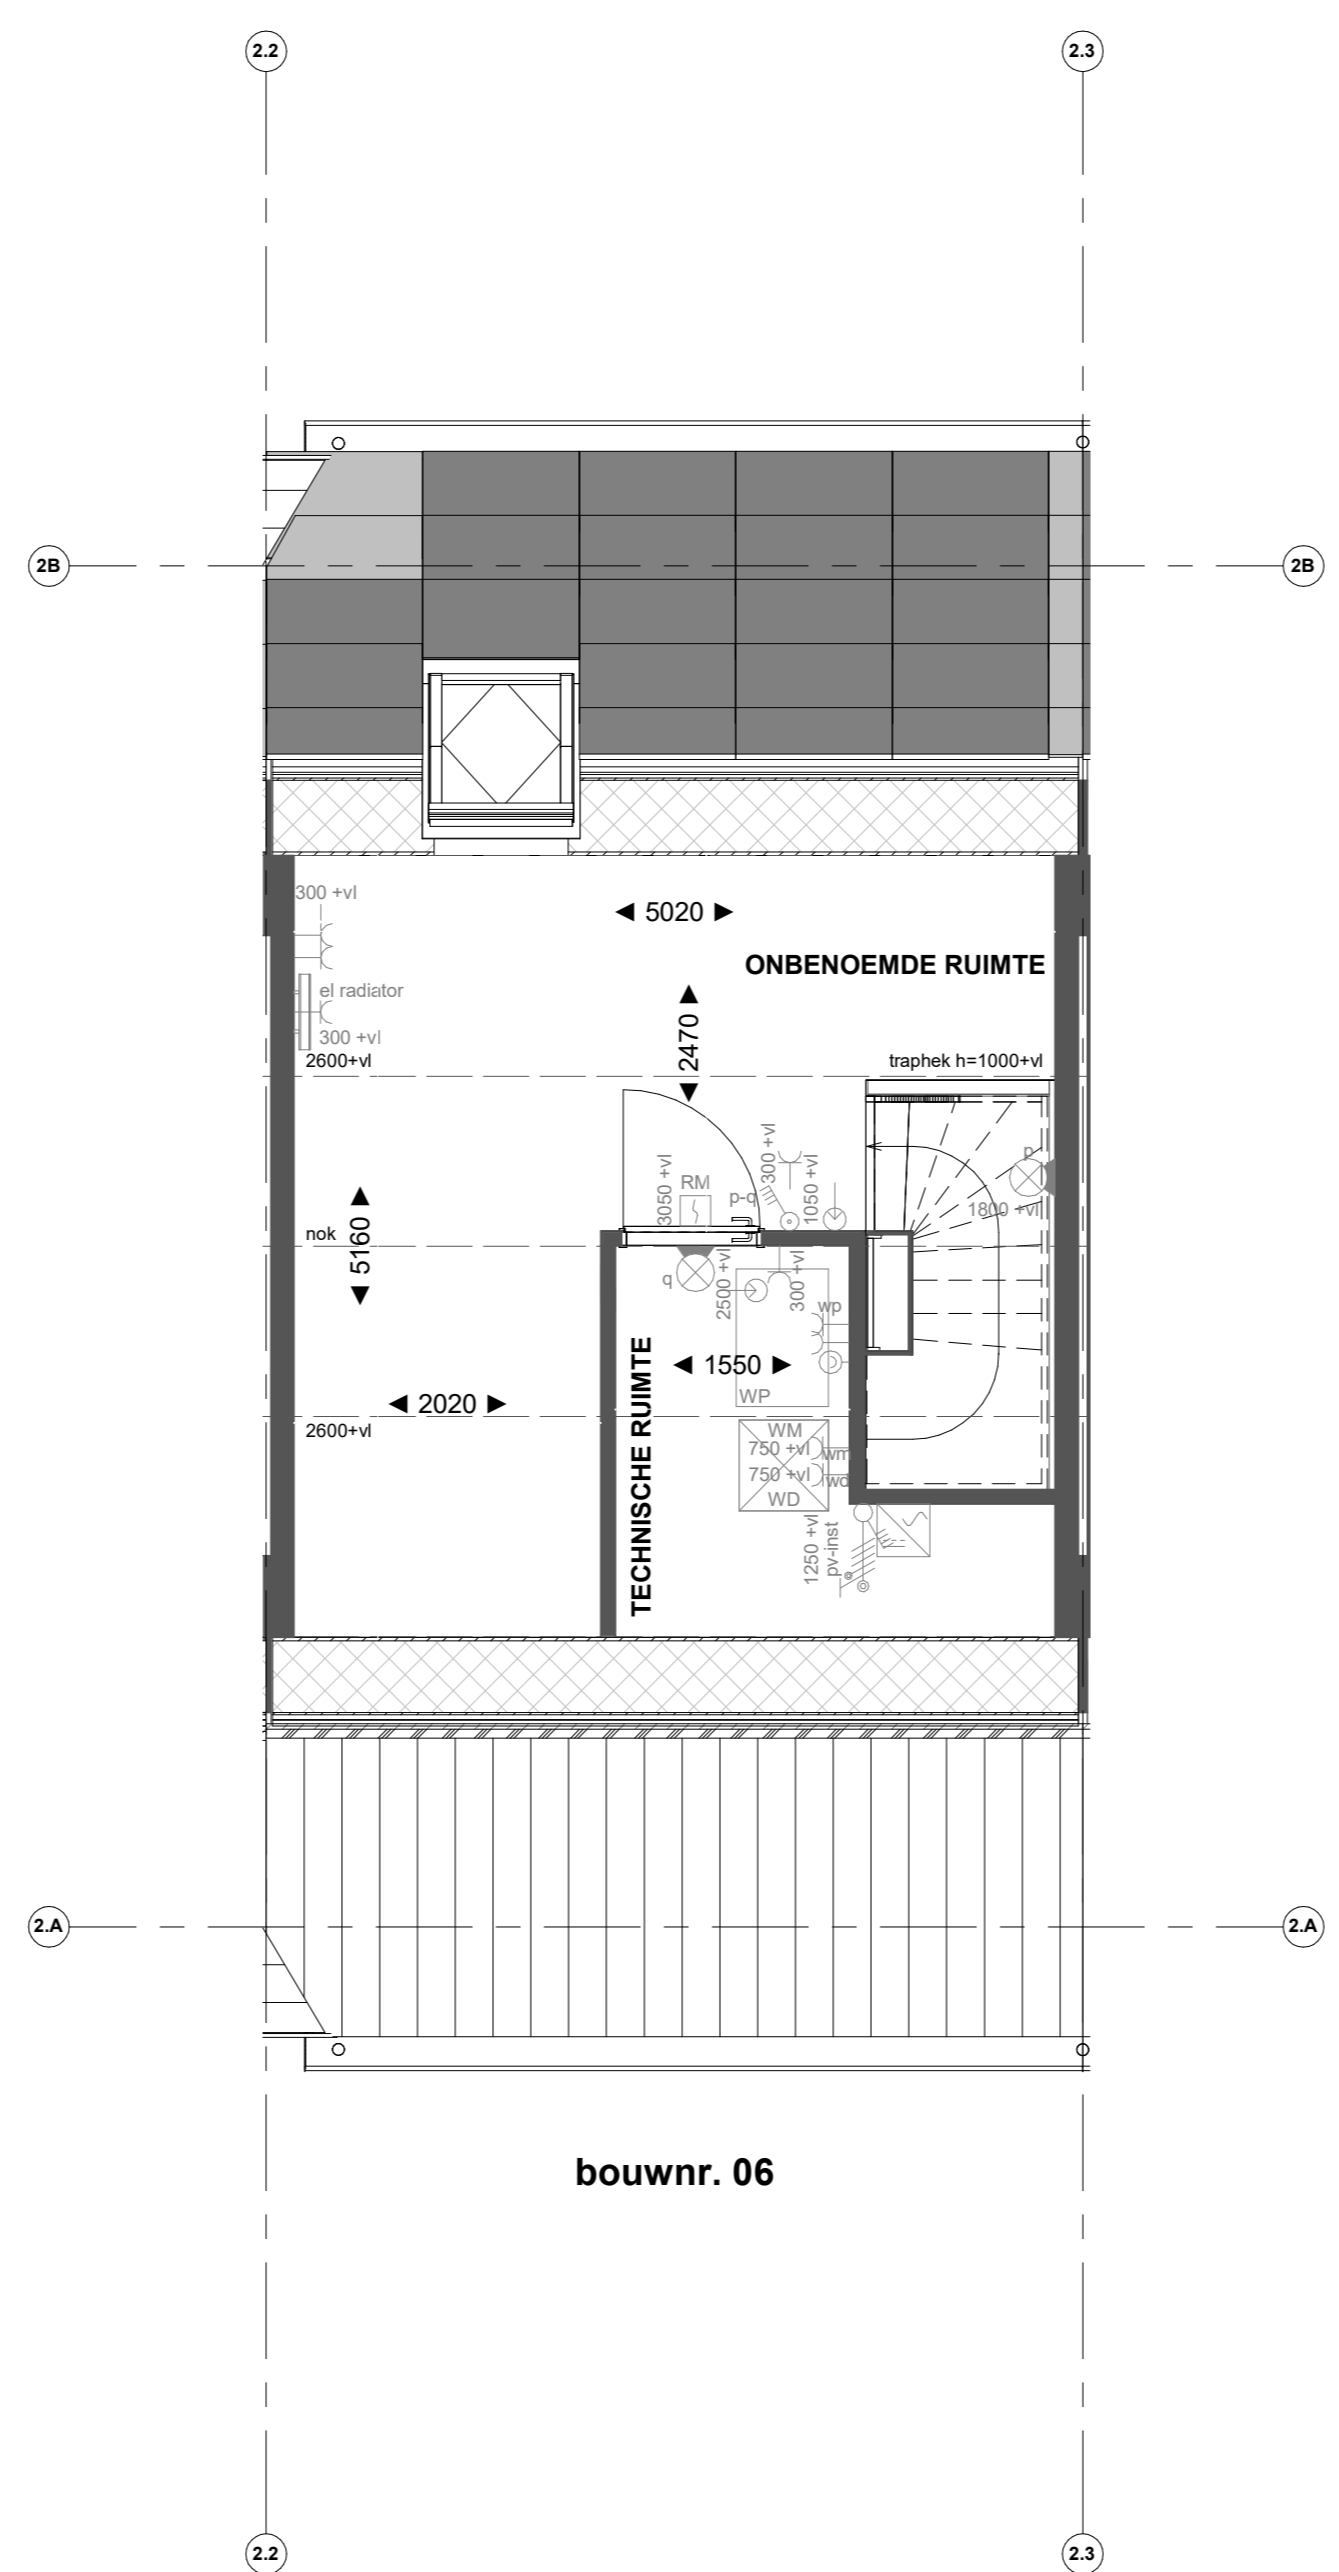 2.2
2.3
2B
2B
300 +vl
5020
ONBENOEMDE RUIMTE
el radiator
300 +vl
2470
2600+vl
traphek h=1000+vl
3050 +vl
RM
p-q
300 +vl
1050 +vl
p
1800 +vl
nok
5160
q
2500 +vl
300 +vl
wp
TECHNISCHE RUIMTE
1550
WP
2020
2600+vl
WM
750 +vl
wm
750 +vl
wd
WD
1250 +vl
pv-inst
2.A
2.A
bouwnr. 06
2.2
2.3